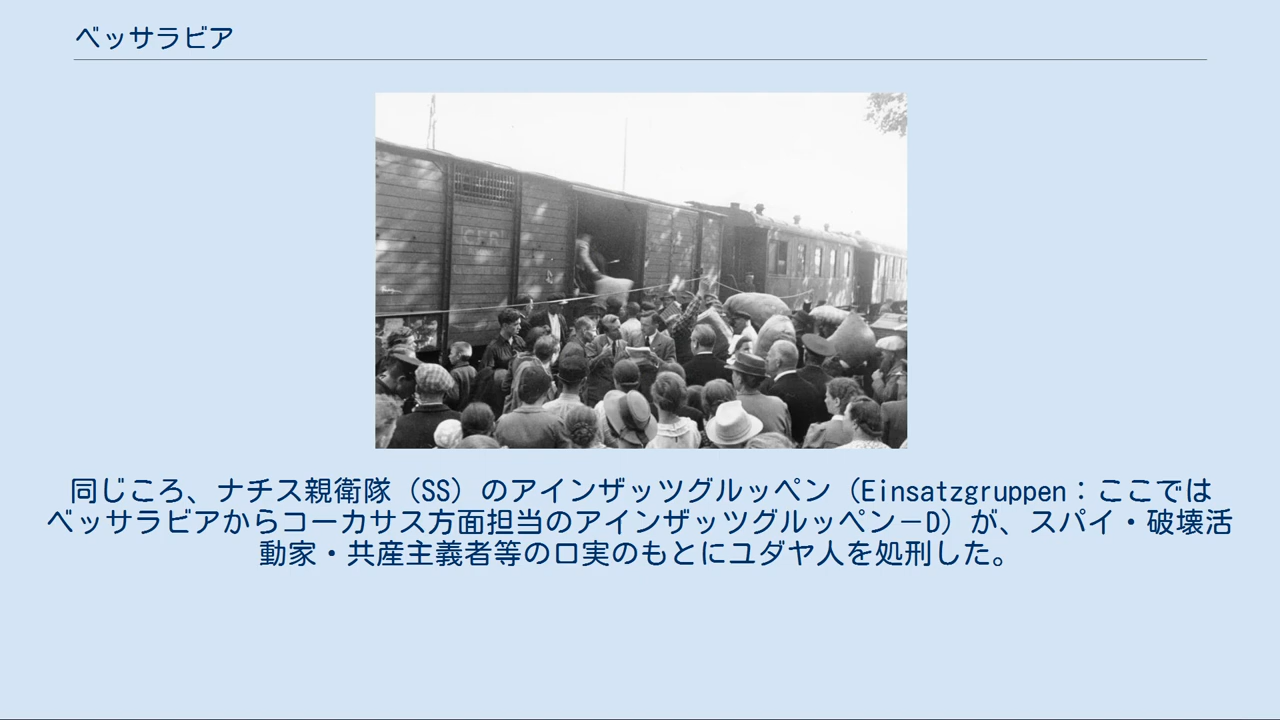 ベッサラビア
CFR
同じころ、ナチス親衛隊（SS）のアインザッツグルッペン（Einsatzgruppen：ここでは
ベッサラビアからコーカサス方面担当のアインザッツグルッペン－D）が、スパイ・破壊活
動家・共産主義者等の口実のもとにユダヤ人を処刑した。